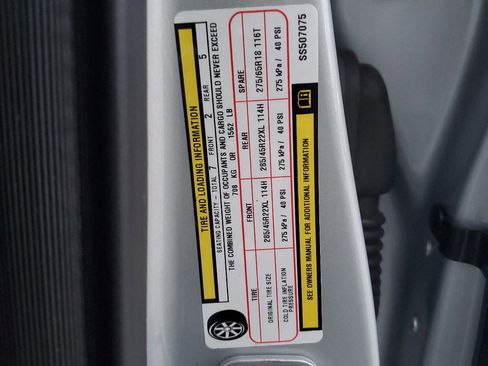 TIRE AND LOADING INFORMATION
SEATING CAPACITY - TOTAL 7 FRONT 2 REAR 5
THE COMBINED WEIGHT OF OCCUPANTS AND CARGO SHOULD NEVER EXCEED
708 KG OR 1562 LB
TIRE FRONT REAR SPARE
ORIGINAL TIRE SIZE 285/45R22XL 114H 285/45R22XL 114H 275/65R18 116T
COLD TIRE INFLATION PRESSURE 275 kPa / 40 PSI 275 kPa / 40 PSI 275 kPa / 40 PSI
SEE OWNERS MANUAL FOR ADDITIONAL INFORMATION
SS507075